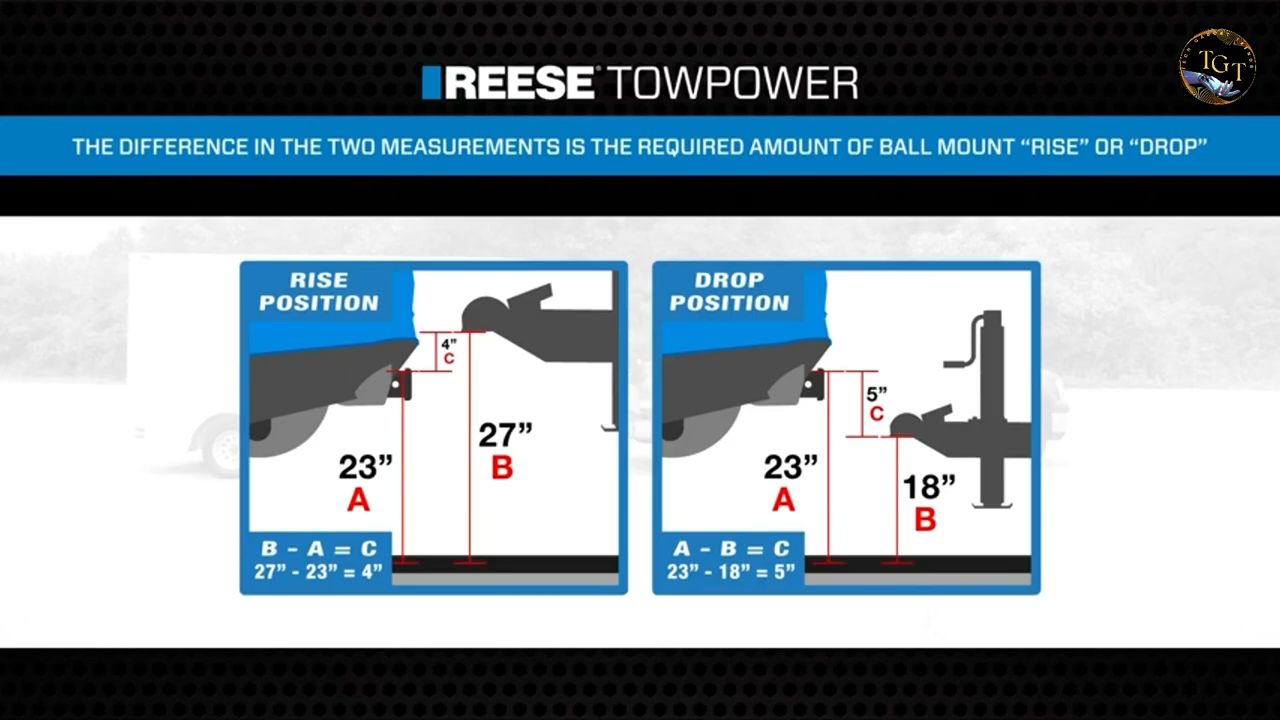 REESE® TOWPOWER
TGT
THE DIFFERENCE IN THE TWO MEASUREMENTS IS THE REQUIRED AMOUNT OF BALL MOUNT “RISE” OR “DROP”
RISE
POSITION
4”
C
27”
B
23”
A
B - A = C
27” - 23” = 4”
DROP
POSITION
5”
C
23”
A
18”
B
A - B = C
23” - 18” = 5”